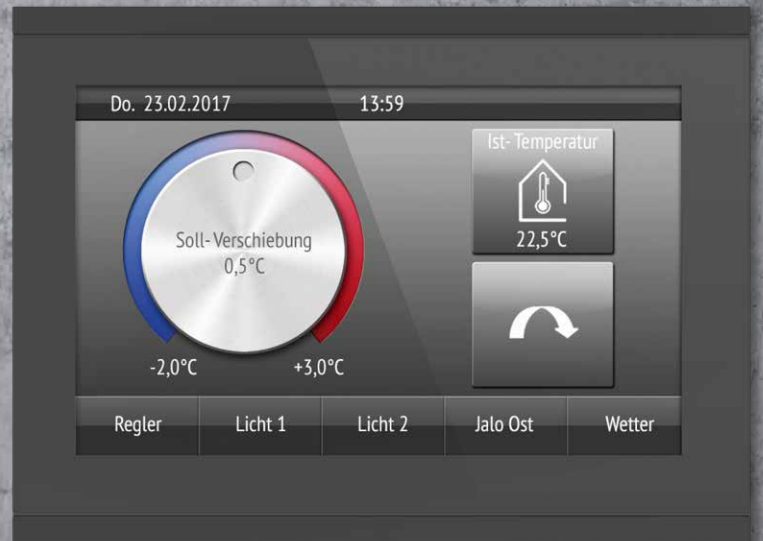 Do. 23.02.2017 13:59
Soll-Verschiebung
0,5°C
-2,0°C +3,0°C
Ist-Temperatur
22,5°C
Regler Licht 1 Licht 2 Jalo Ost Wetter